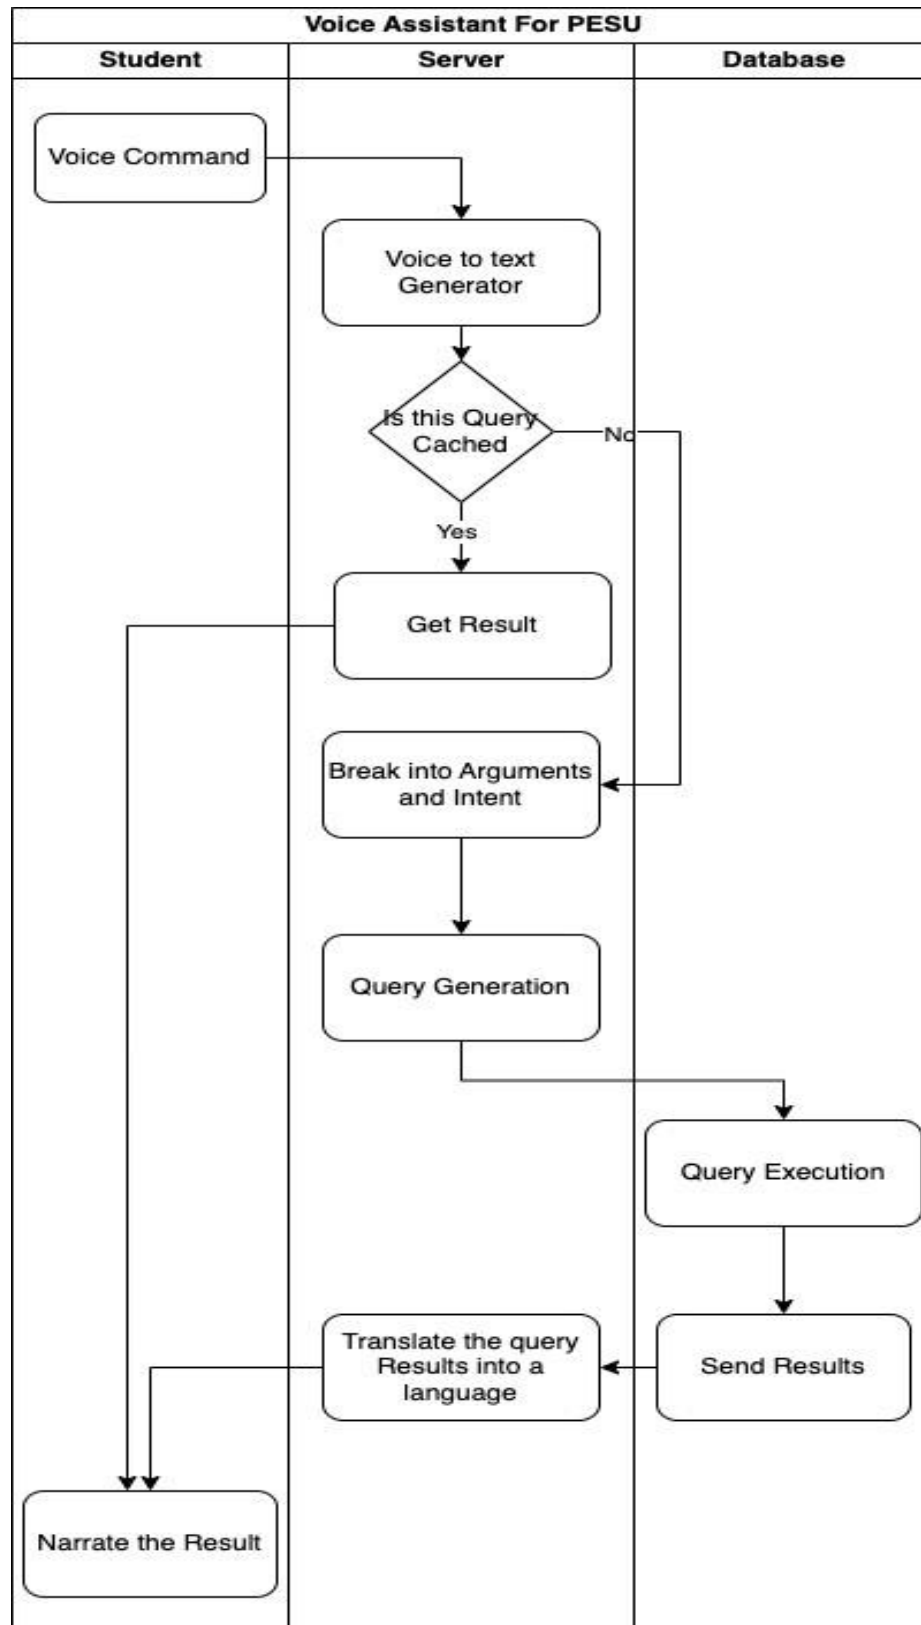 Voice Assistant For PESU
Student
Server
Database
Voice Command
Voice to text
Generator
Is this Query
Cached
No
Yes
Get Result
Break into Arguments
and Intent
Query Generation
Query Execution
Translate the query
Results into a
language
Send Results
Narrate the Result